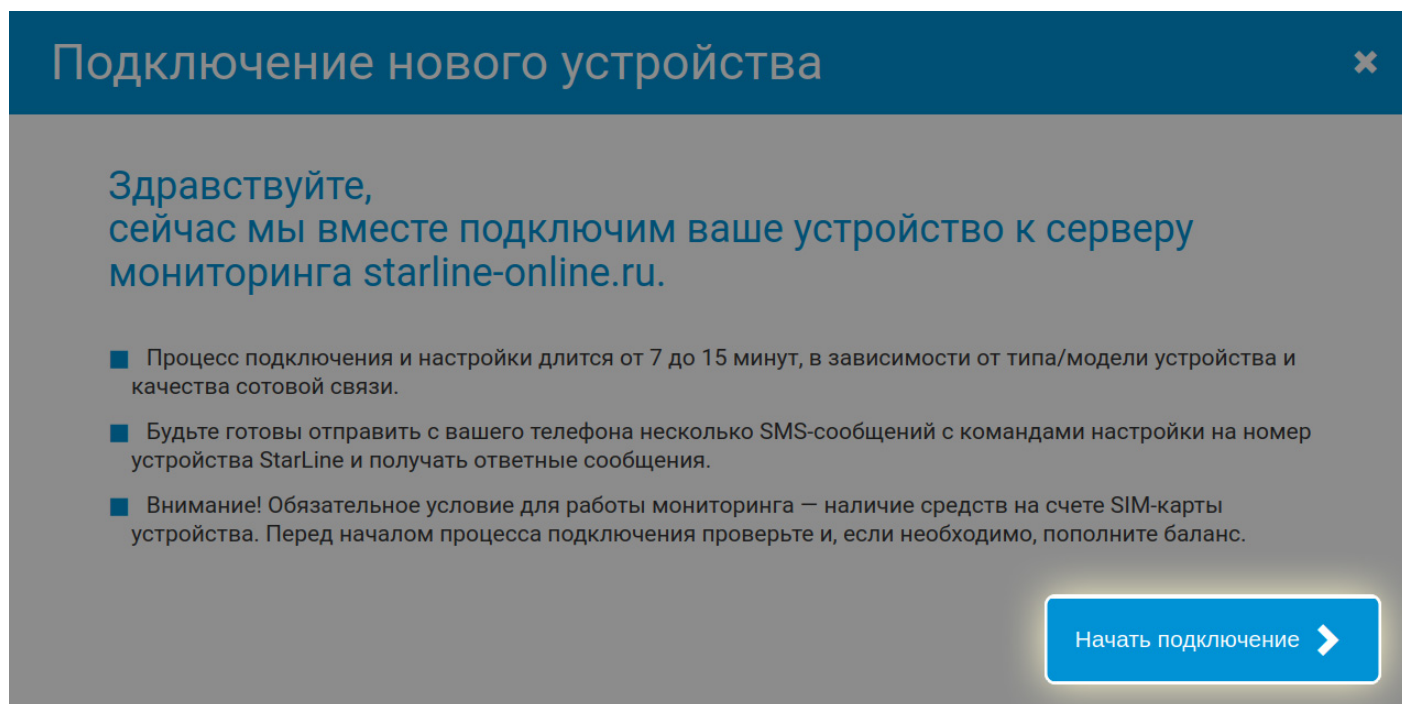 Подключение нового устройства
Здравствуйте,
сейчас мы вместе подключим ваше устройство к серверу
мониторинга starline-online.ru.
Процесс подключения и настройки длится от 7 до 15 минут, в зависимости от типа/модели устройства и
качества сотовой связи.
Будьте готовы отправить с вашего телефона несколько SMS-сообщений с командами настройки на номер
устройства StarLine и получать ответные сообщения.
Внимание! Обязательное условие для работы мониторинга — наличие средств на счете SIM-карты
устройства. Перед началом процесса подключения проверьте и, если необходимо, пополните баланс.
Начать подключение